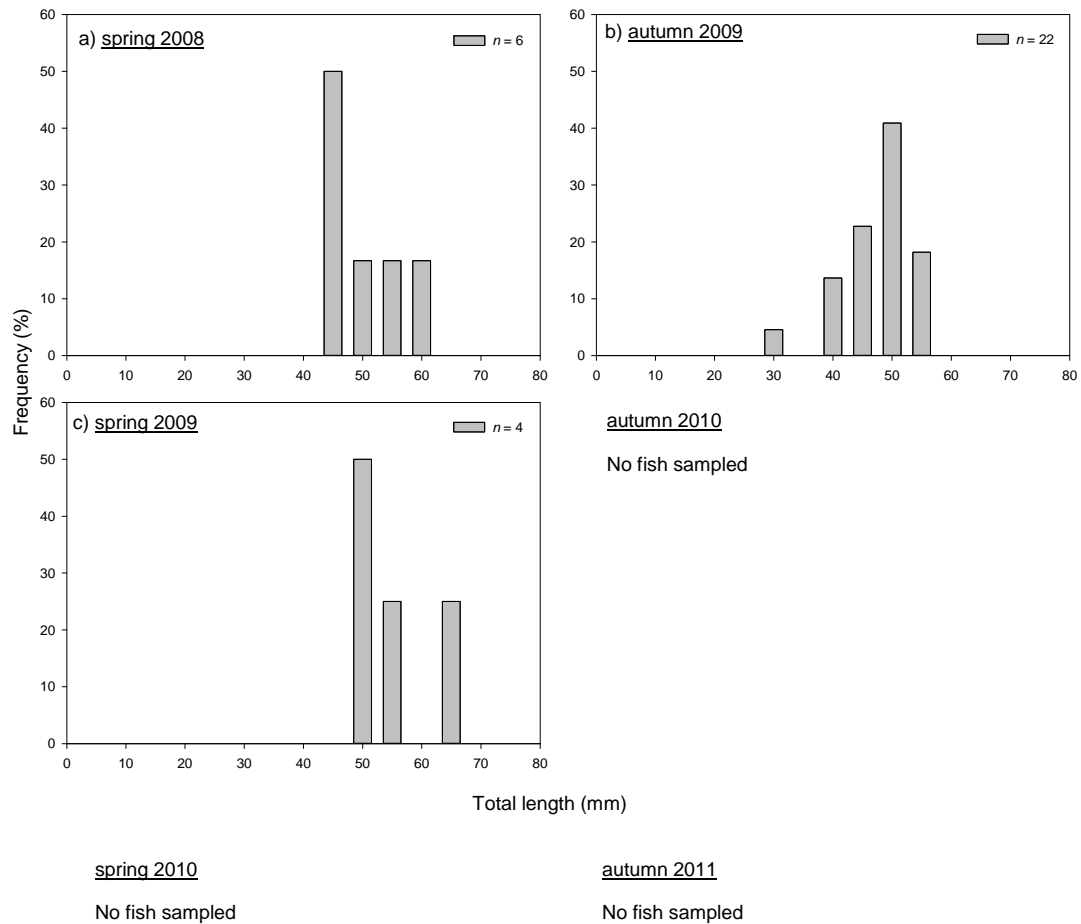 a) spring 2008
n = 6
60
50
40
30
20
10
0
0 10 20 30 40 50 60 70 80
b) autumn 2009
n = 22
60
50
40
30
20
10
0
0 10 20 30 40 50 60 70 80
Frequency (%)
c) spring 2009
n = 4
60
50
40
30
20
10
0
0 10 20 30 40 50 60 70 80
autumn 2010
No fish sampled
Total length (mm)
spring 2010
No fish sampled
autumn 2011
No fish sampled